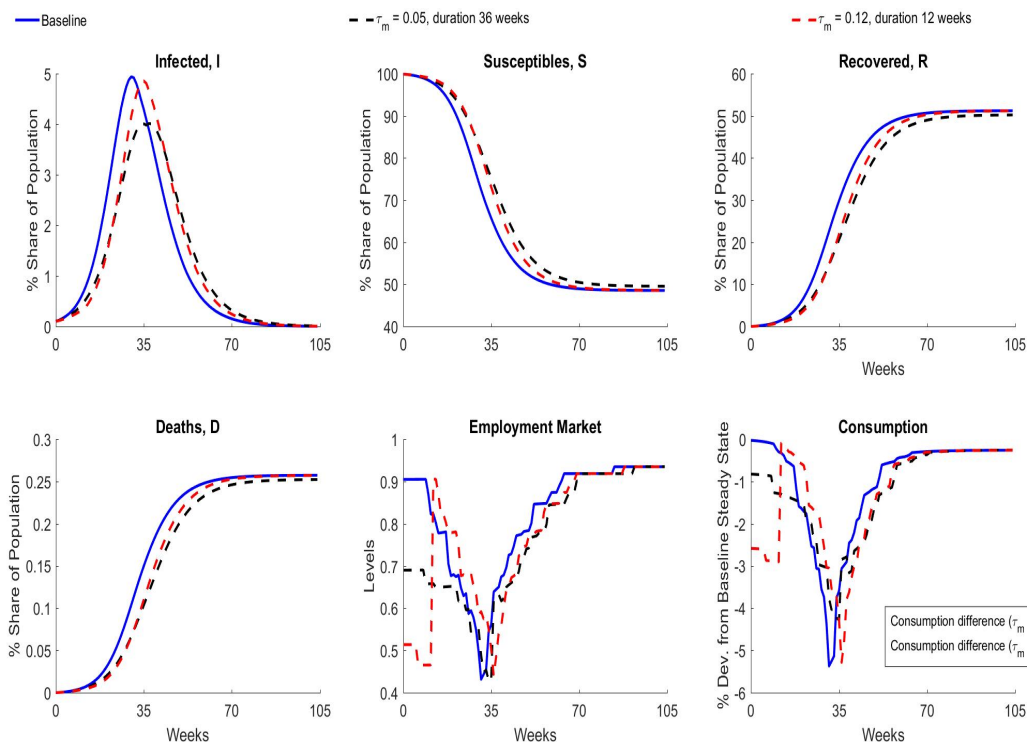 Baseline
τm = 0.05, duration 36 weeks
τm = 0.12, duration 12 weeks
Infected, I
Susceptibles, S
Recovered, R
% Share of Population
5
4
3
2
1
0
0 35 70 105
% Share of Population
100
90
80
70
60
50
40
0 35 70 105
% Share of Population
60
50
40
30
20
10
0
0 35 70 105
Weeks
Deaths, D
Employment Market
Consumption
% Share of Population
0.3
0.25
0.2
0.15
0.1
0.05
0
0 35 70 105
Weeks
Levels
1
0.9
0.8
0.7
0.6
0.5
0.4
0 35 70 105
Weeks
% Dev. from Baseline Steady State
0
-1
-2
-3
-4
-5
-6
0 35 70 105
Weeks
Consumption difference (τm
Consumption difference (τm